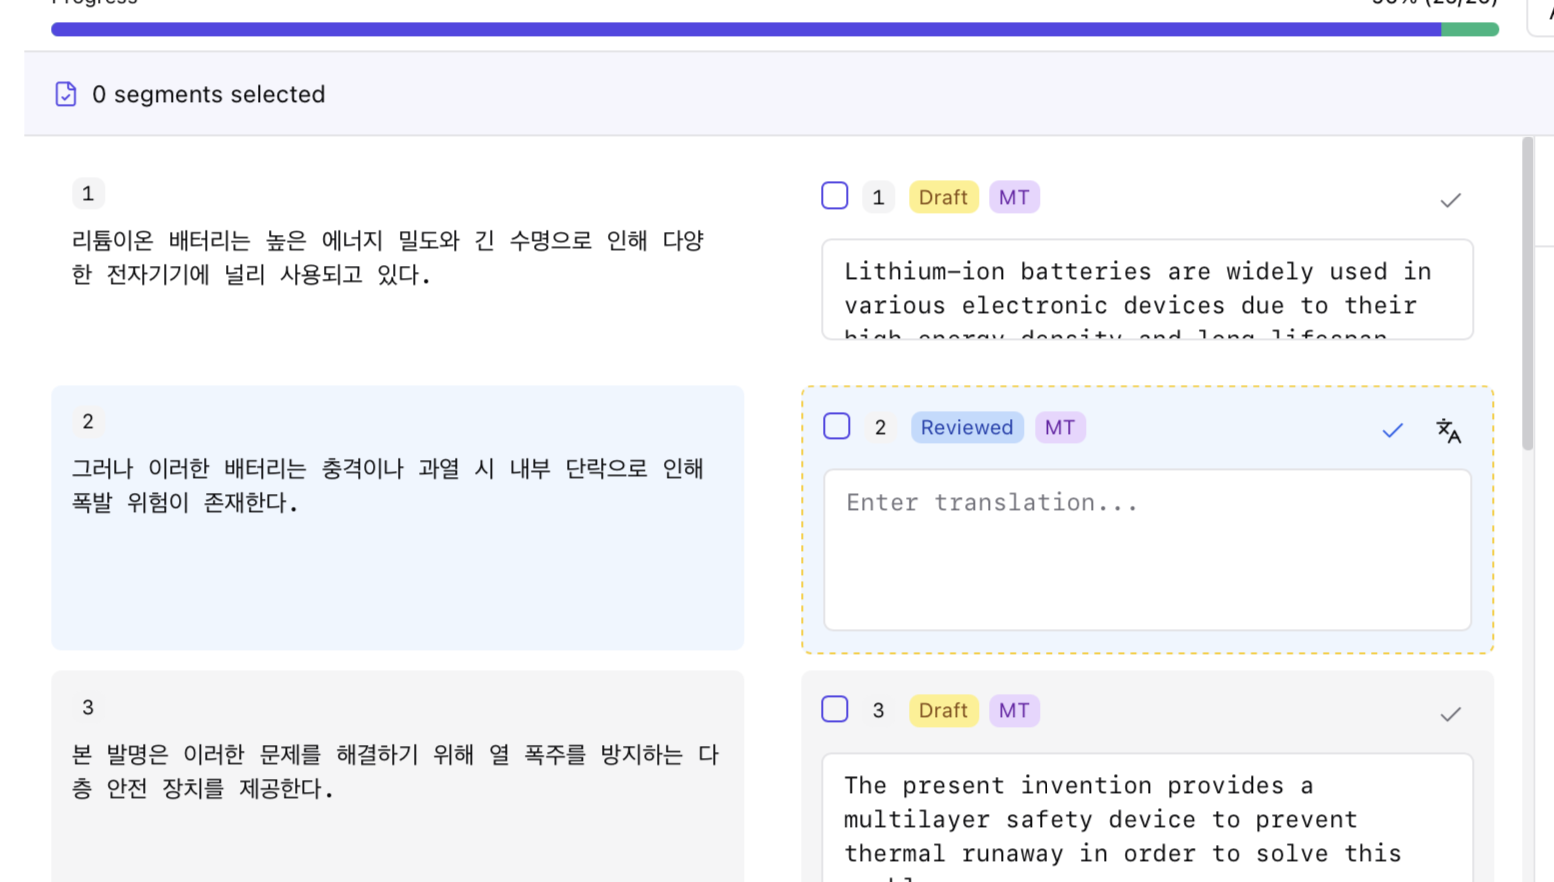 Progress
0 segments selected
1
리튬이온 배터리는 높은 에너지 밀도와 긴 수명으로 인해 다양
한 전자기기에 널리 사용되고 있다.
1 Draft MT
Lithium-ion batteries are widely used in
various electronic devices due to their
high energy density and long lifespan.
2
그러나 이러한 배터리는 충격이나 과열 시 내부 단락으로 인해
폭발 위험이 존재한다.
2 Reviewed MT
Enter translation...
3
본 발명은 이러한 문제를 해결하기 위해 열 폭주를 방지하는 다
층 안전 장치를 제공한다.
3 Draft MT
The present invention provides a
multilayer safety device to prevent
thermal runaway in order to solve this